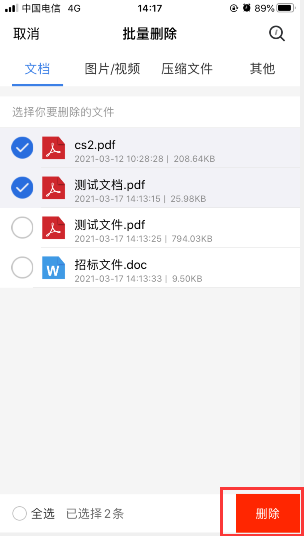 中国电信 4G 14:17 89%
取消 批量删除
文档 图片/视频 压缩文件 其他
选择你要删除的文件
cs2.pdf
2021-03-12 10:28:28 | 208.64KB
测试文档.pdf
2021-03-17 14:13:15 | 25.98KB
测试文件.pdf
2021-03-17 14:13:25 | 794.03KB
招标文件.doc
2021-03-17 14:13:33 | 9.50KB
全选 已选择2条 删除